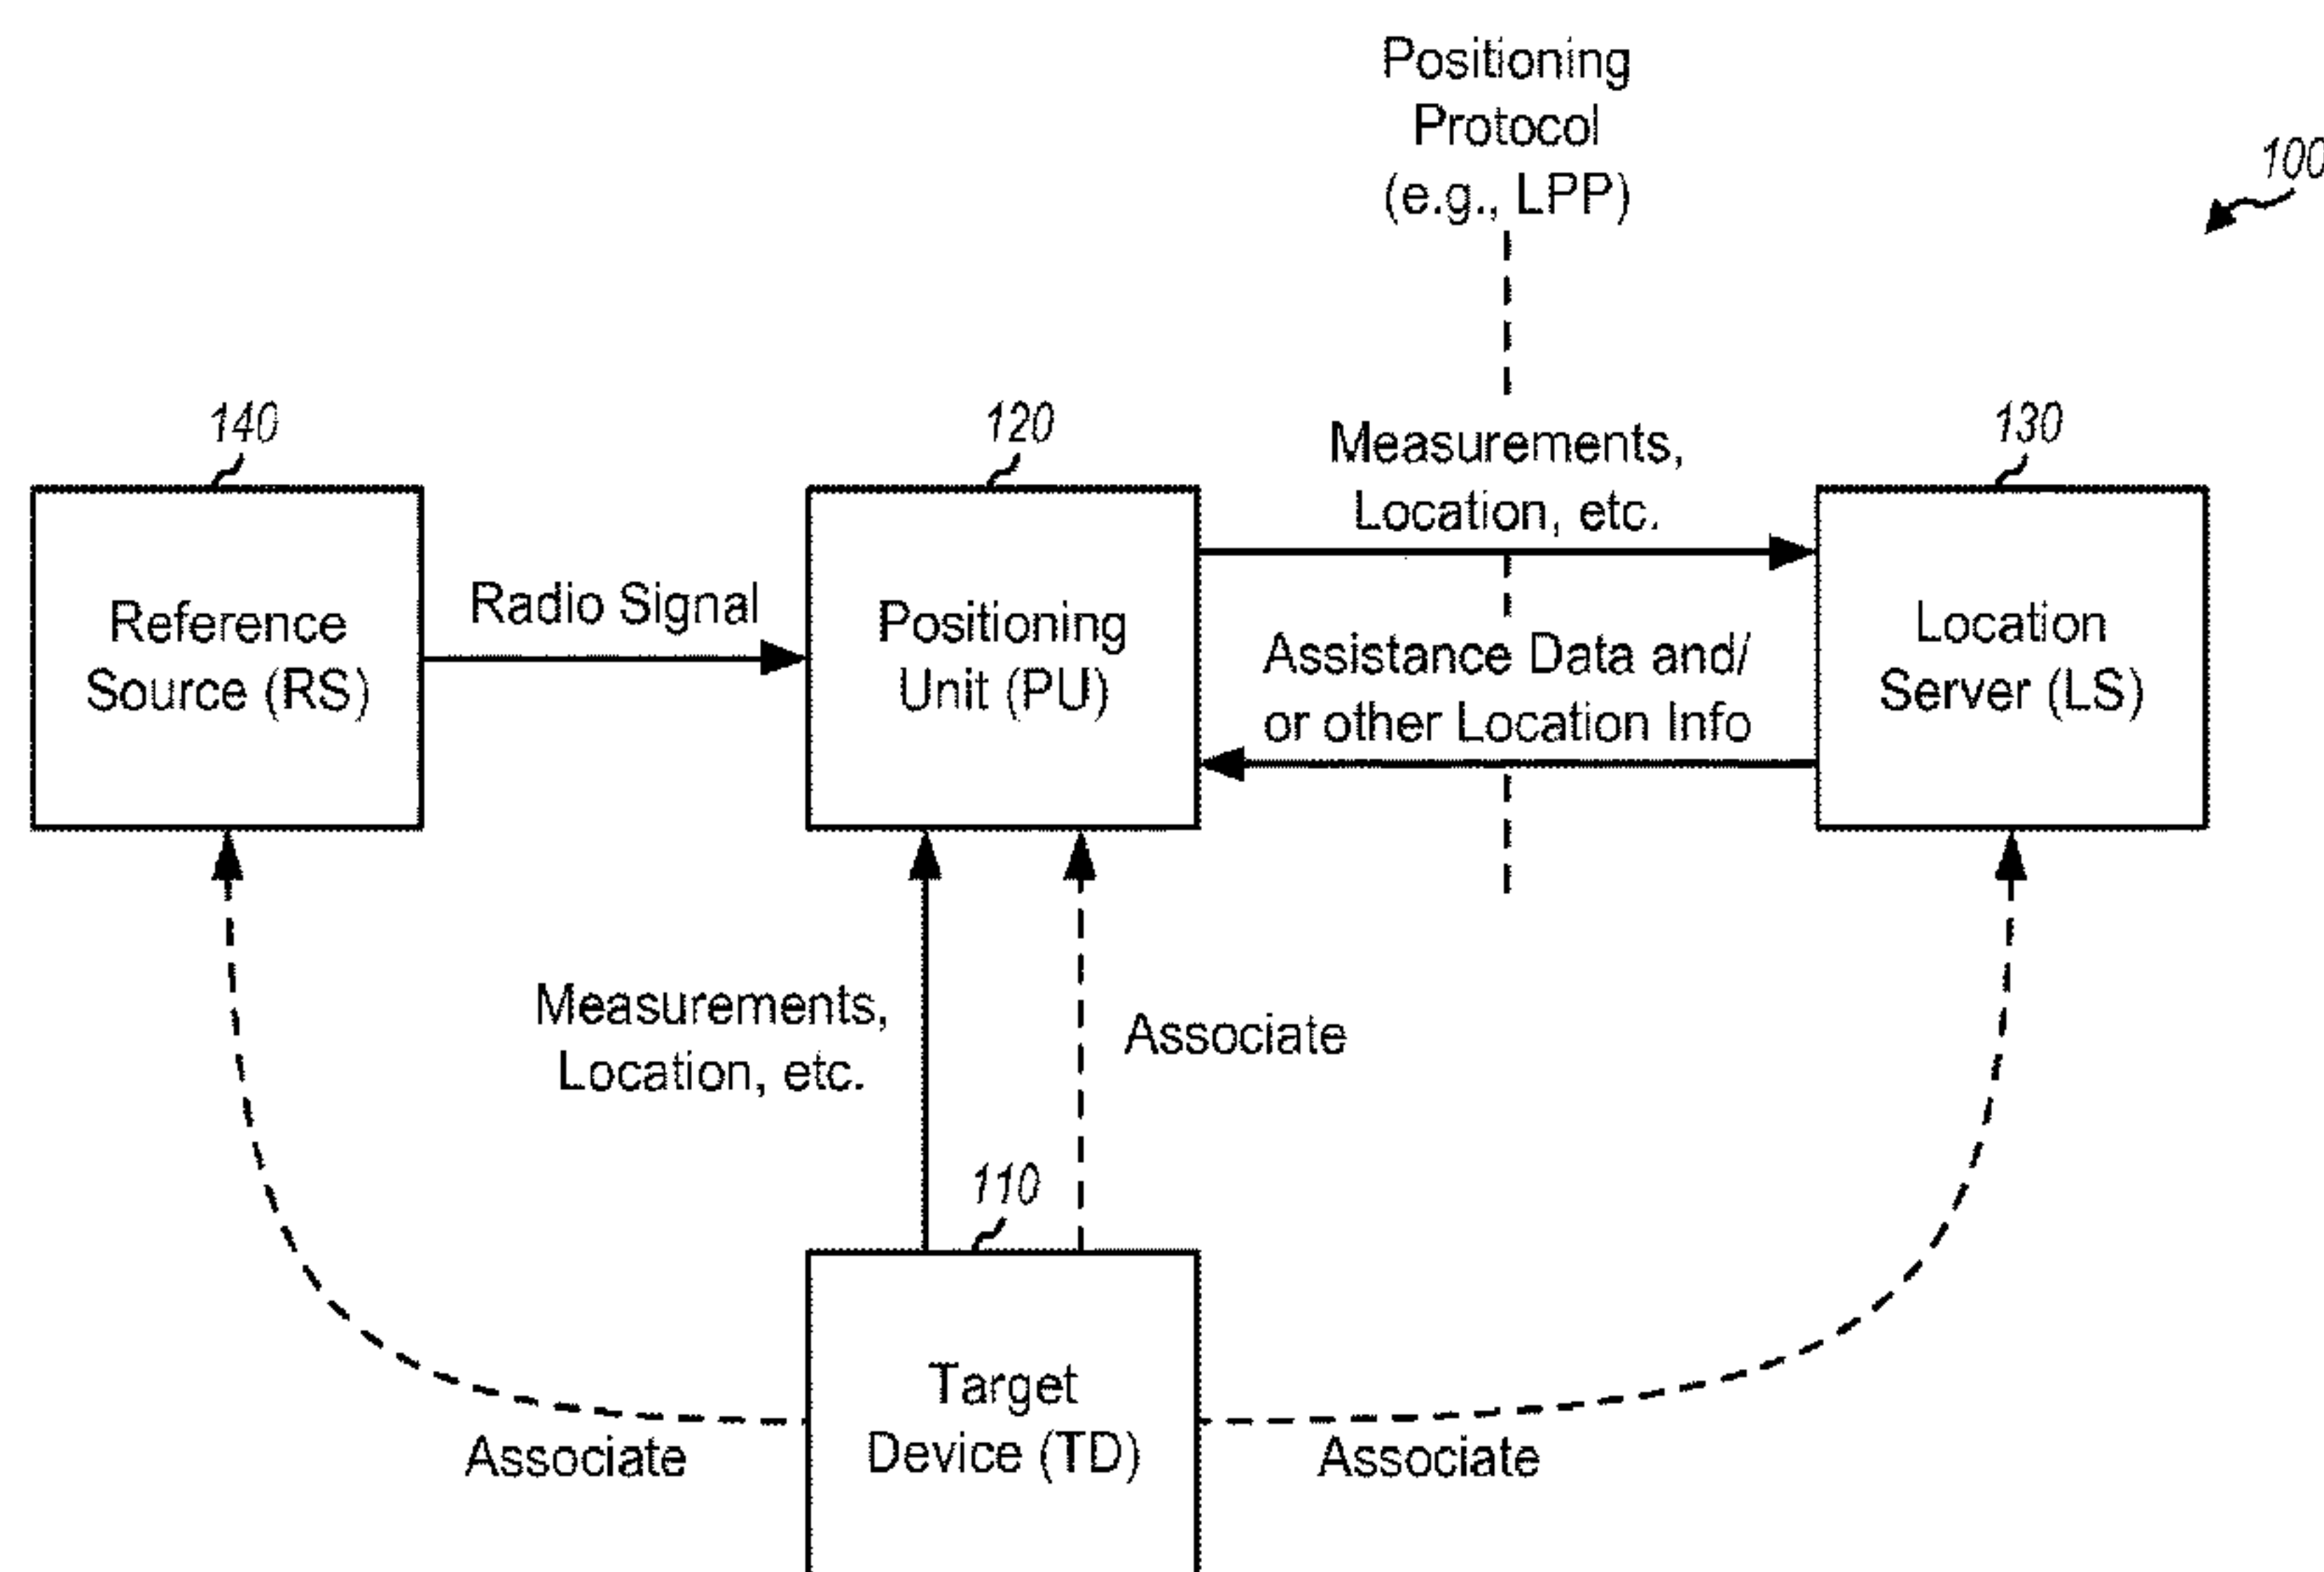 Positioning
Protocol
(e.g., LPP)
100
140
120
130
Measurements,
Location, etc.
Reference
Source (RS)
Radio Signal
Positioning
Unit (PU)
Assistance Data and/
or other Location Info
Location
Server (LS)
Measurements,
Location, etc.
Associate
110
Target
Device (TD)
Associate
Associate